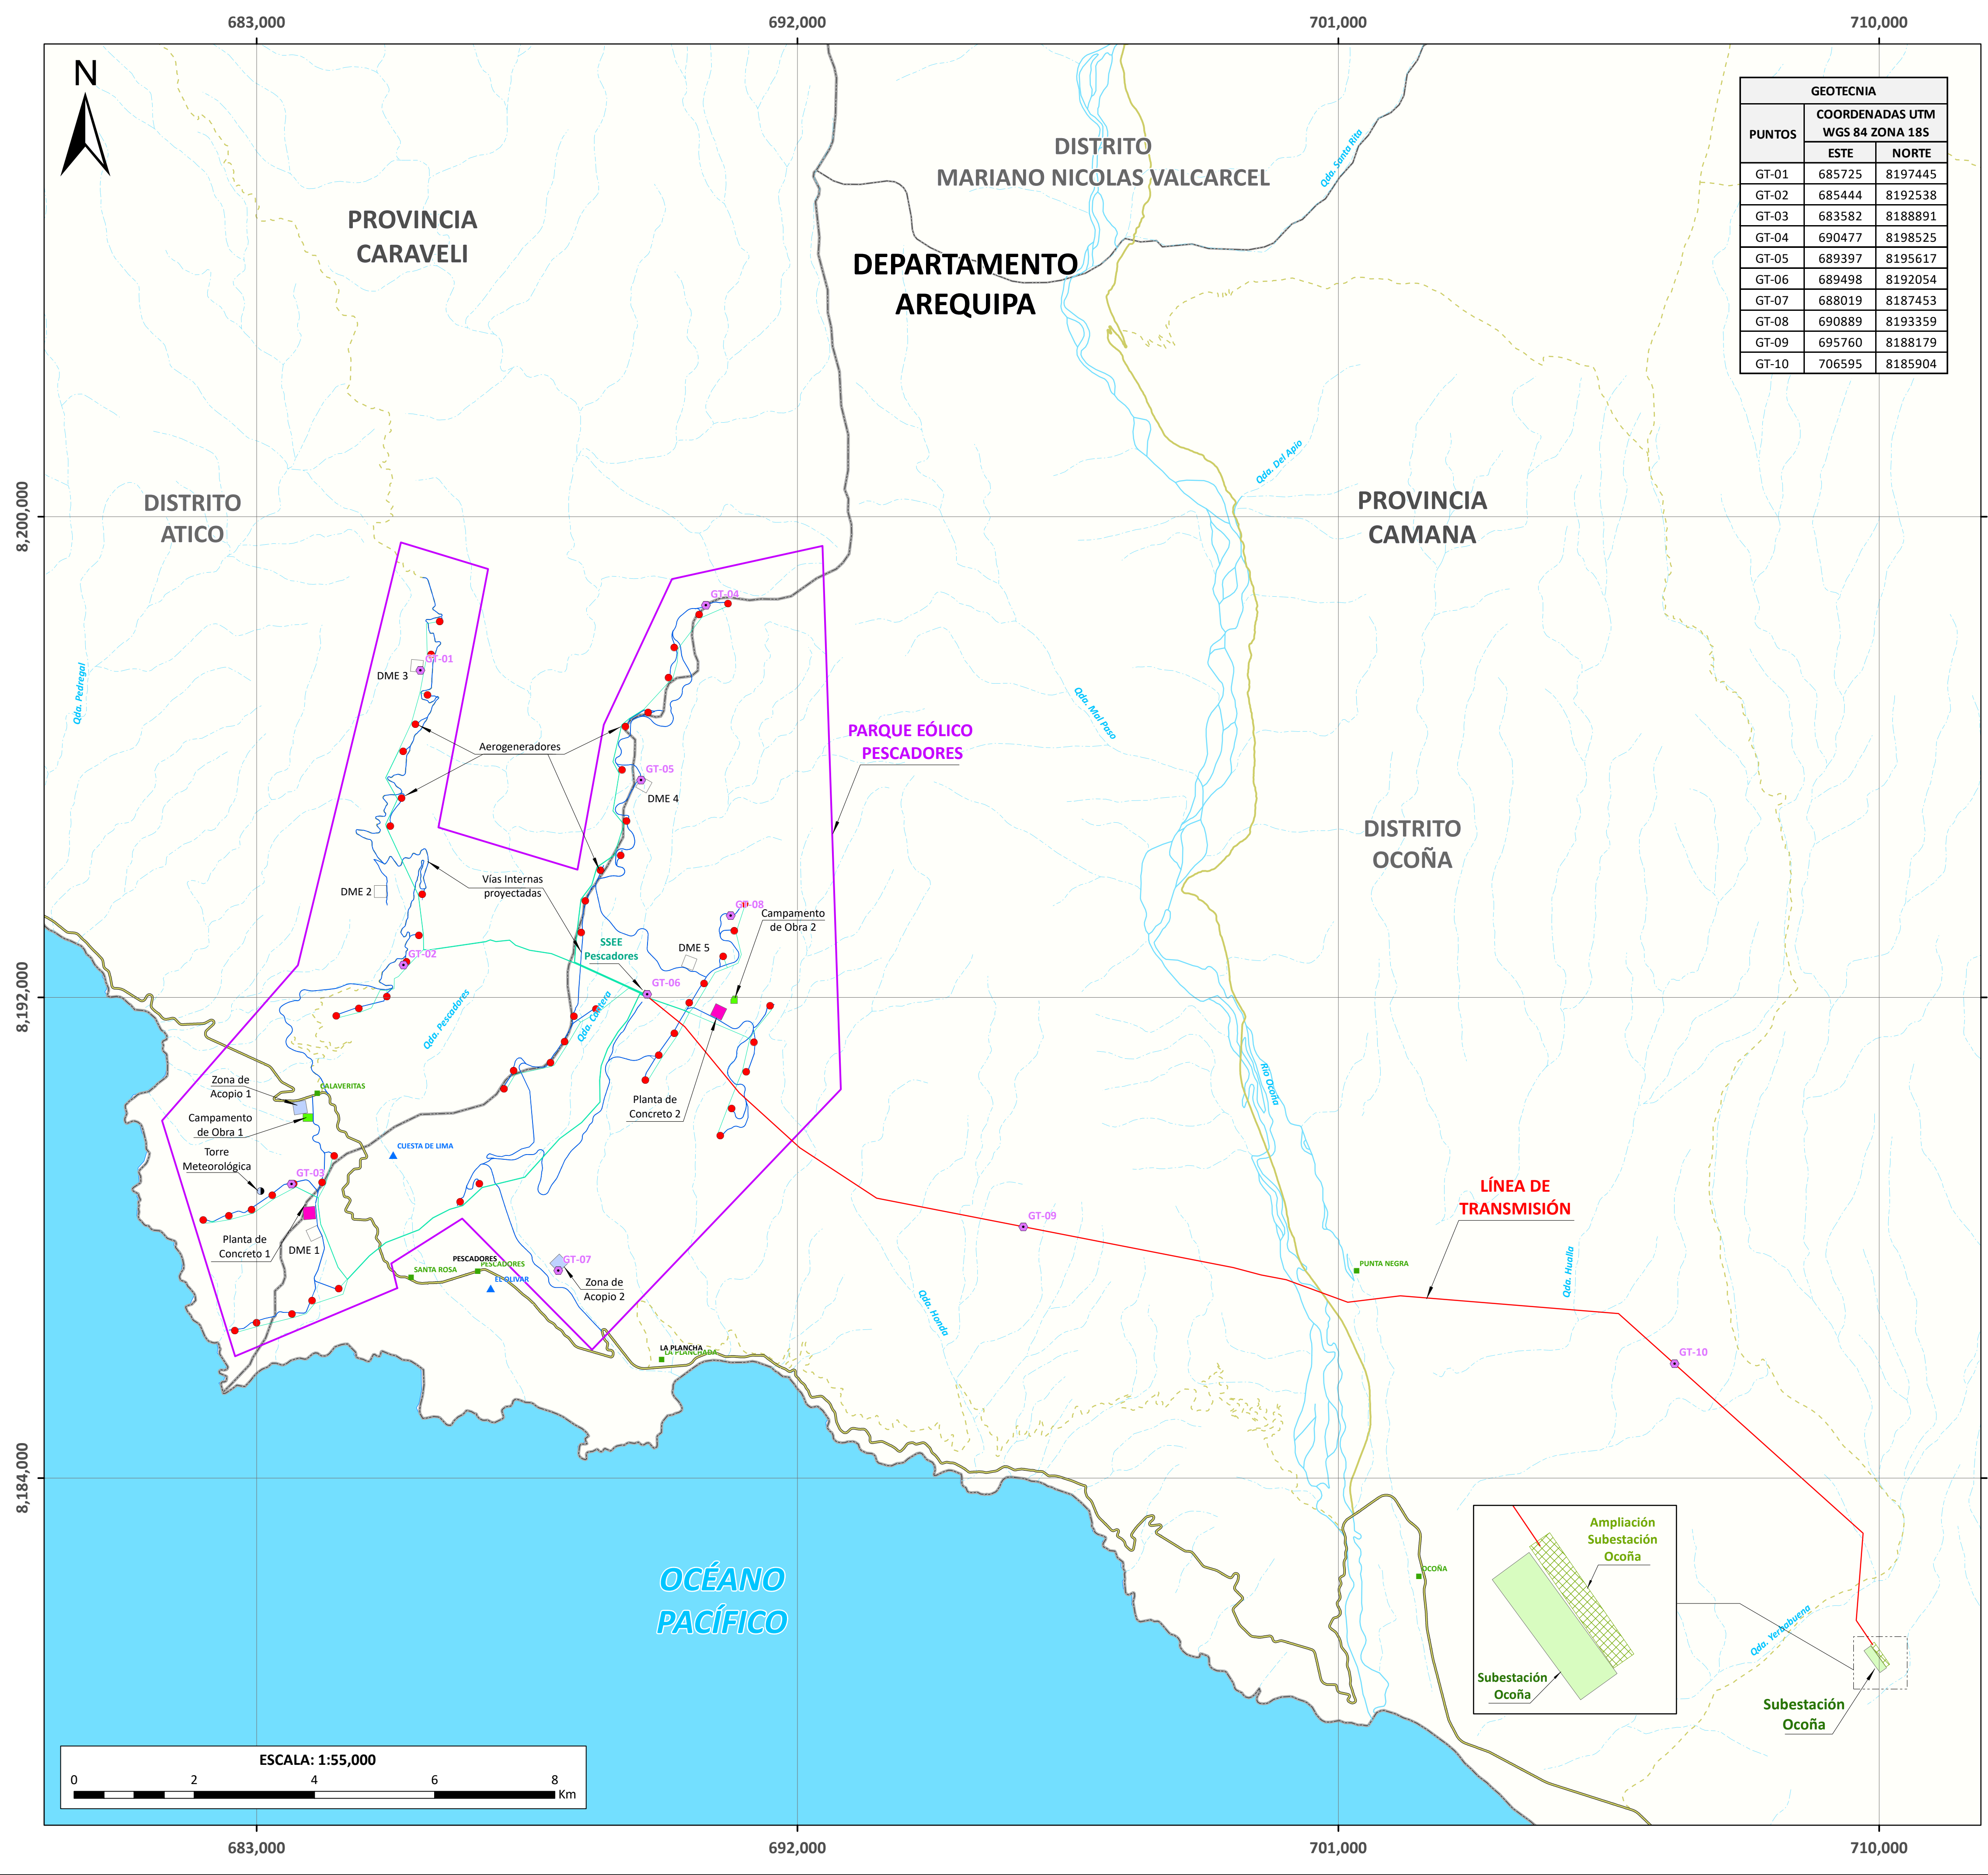 683,000
692,000
701,000
710,000
N
GEOTECNIA
PUNTOS
COORDENADAS UTM
WGS 84 ZONA 18S
ESTE NORTE
GT-01 685725 8197445
GT-02 685444 8192538
GT-03 683582 8188891
GT-04 690477 8198525
GT-05 689397 8195617
GT-06 689498 8192054
GT-07 688019 8187453
GT-08 690889 8193359
GT-09 695760 8188179
GT-10 706595 8185904
DISTRITO
MARIANO NICOLAS VALCARCEL
Qda. Santa Rita
PROVINCIA
CARAVELI
DEPARTAMENTO
AREQUIPA
Qda. Del Apio
DISTRITO
ATICO
PROVINCIA
CAMANA
8,200,000
GT-04
GT-01
DME 3
Qda. Pedregal
Qda. Mal Paso
PARQUE EÓLICO
PESCADORES
Aerogeneradores
GT-05
DME 4
DISTRITO
OCOÑA
Vías Internas
proyectadas
DME 2
GT-08
Campamento
de Obra 2
SSEE
Pescadores
DME 5
GT-02
GT-06
8,192,000
Qda. Pescadores
Qda. Cantera
Río Ocoña
Zona de
Acopio 1
CALAVERITAS
Planta de
Concreto 2
Campamento
de Obra 1
CUESTA DE LIMA
Torre
Meteorológica
GT-03
LÍNEA DE
TRANSMISIÓN
GT-09
Planta de
Concreto 1
DME 1
PESCADORES
PESCADORES
SANTA ROSA
EL OLIVAR
GT-07
Zona de
Acopio 2
PUNTA NEGRA
Qda. Hualla
Qda. Honda
LA PLANCHA
LA PLANCHADA
GT-10
8,184,000
OCÉANO
PACÍFICO
OCOÑA
Ampliación
Subestación
Ocoña
Subestación
Ocoña
Qda. Yerbabuena
Subestación
Ocoña
ESCALA: 1:55,000
0 2 4 6 8
Km
683,000
692,000
701,000
710,000